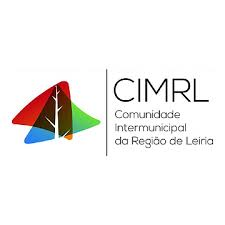 CIMRL
Comunidade
Intermunicipal
da Região de Leiria